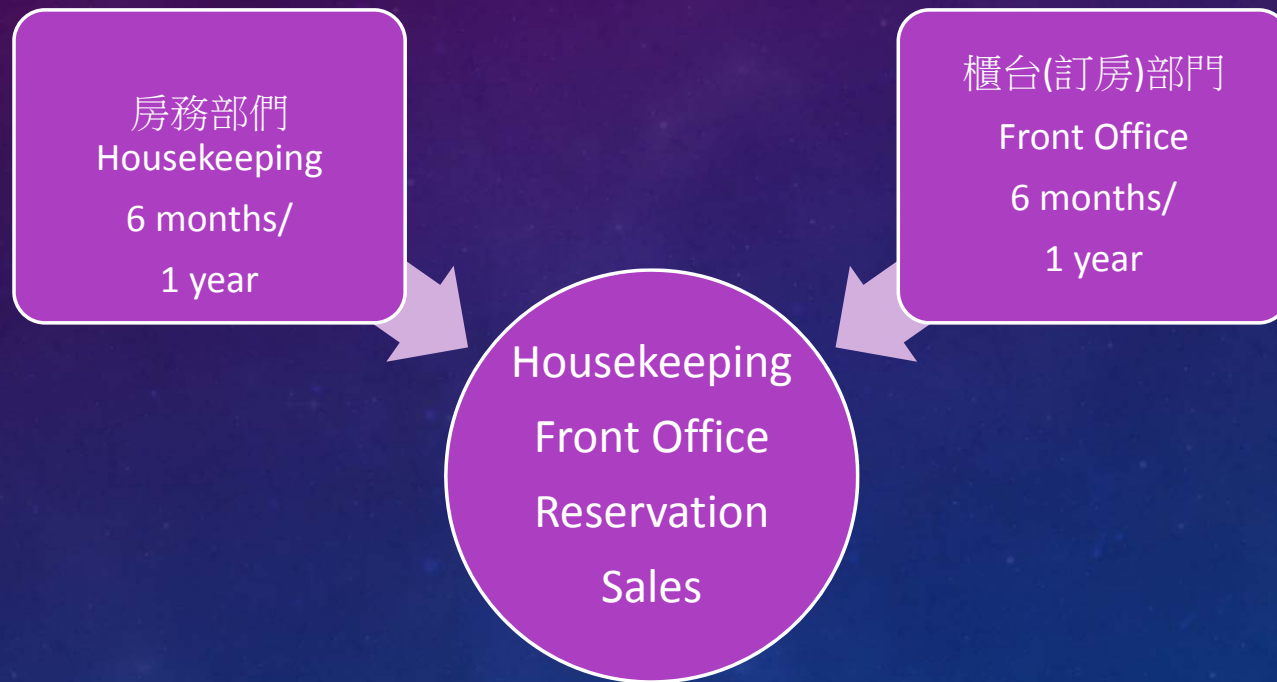 房務部們
Housekeeping
6 months/
1 year
櫃台(訂房)部門
Front Office
6 months/
1 year
Housekeeping
Front Office
Reservation
Sales